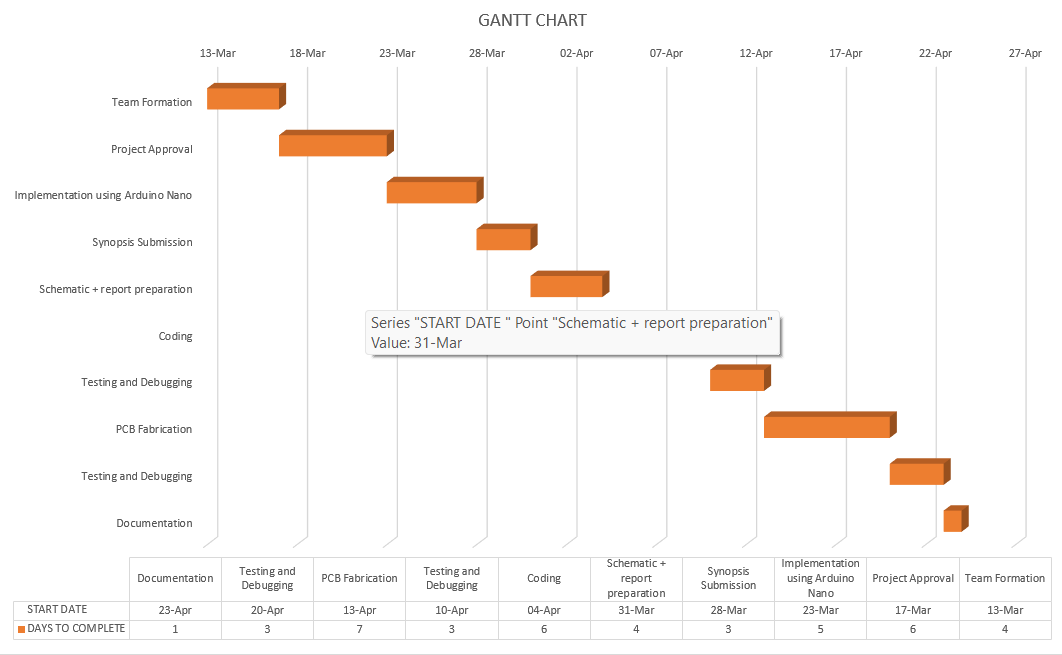 GANTT CHART
13-Mar 18-Mar 23-Mar 28-Mar 02-Apr 07-Apr 12-Apr 17-Apr 22-Apr 27-Apr
Team Formation
Project Approval
Implementation using Arduino Nano
Synopsis Submission
Schematic + report preparation
Series "START DATE " Point "Schematic + report preparation"
Value: 31-Mar
Coding
Testing and Debugging
PCB Fabrication
Testing and Debugging
Documentation
Documentation Testing and Debugging PCB Fabrication Testing and Debugging Coding Schematic + report preparation Synopsis Submission Implementation using Arduino Nano Project Approval Team Formation
START DATE 23-Apr 20-Apr 13-Apr 10-Apr 04-Apr 31-Mar 28-Mar 23-Mar 17-Mar 13-Mar
DAYS TO COMPLETE 1 3 7 3 6 4 3 5 6 4